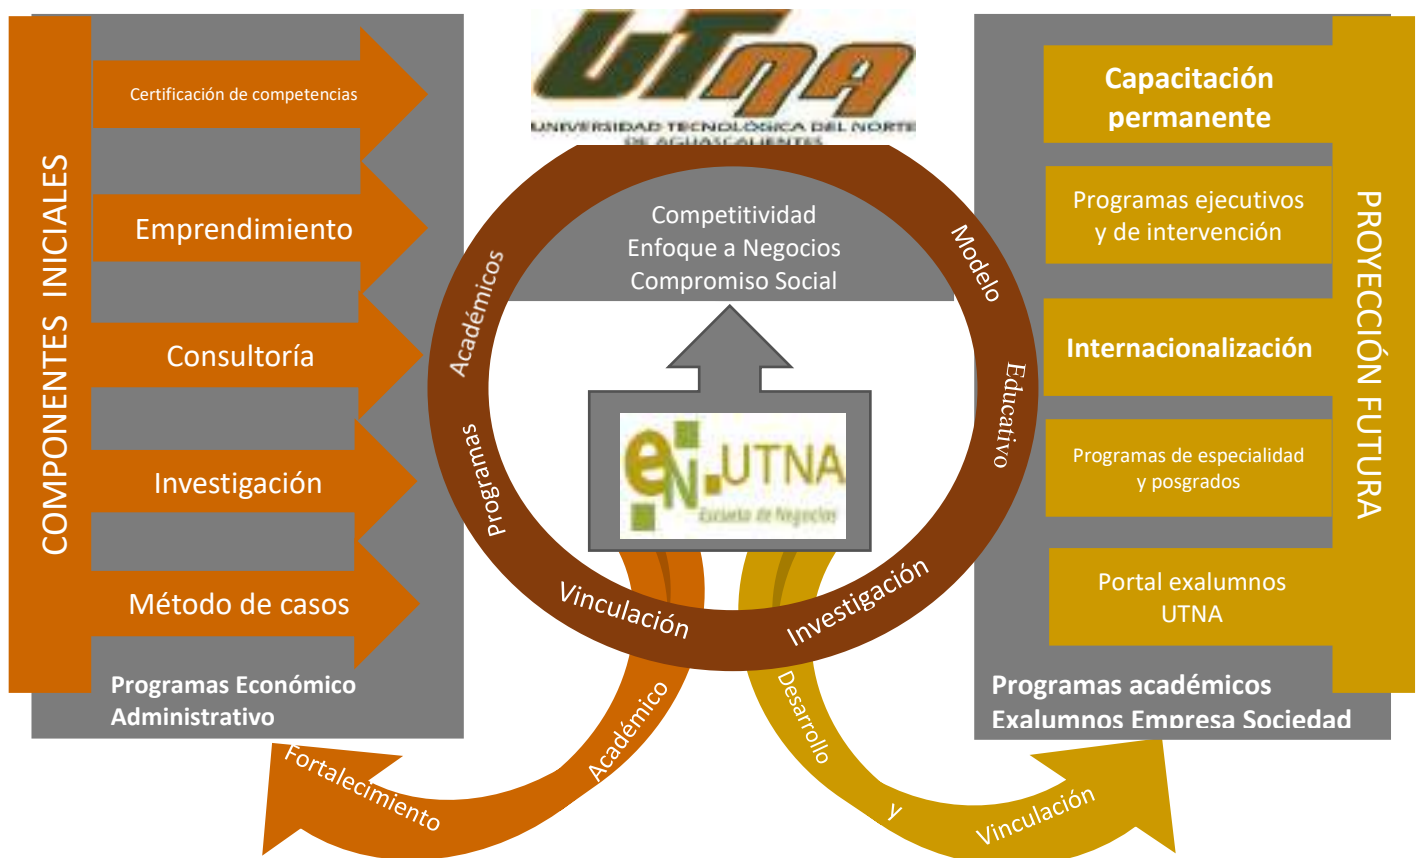 COMPONENTES INICIALES
Certificación de competencias
Emprendimiento
Consultoría
Investigación
Método de casos
Programas Económico
Administrativo
UTNA
UNIVERSIDAD TECNOLÓGICA DEL NORTE
DE AGUASCALIENTES
Competitividad
Enfoque a Negocios
Compromiso Social
Programas Académicos
Modelo Educativo
Vinculación
Investigación
eN.UTNA
Escuela de Negocios
Fortalecimiento Académico
Desarrollo y Vinculación
Capacitación
permanente
Programas ejecutivos
y de intervención
Internacionalización
Programas de especialidad
y posgrados
Portal exalumnos
UTNA
Programas académicos
Exalumnos Empresa Sociedad
PROYECCIÓN FUTURA